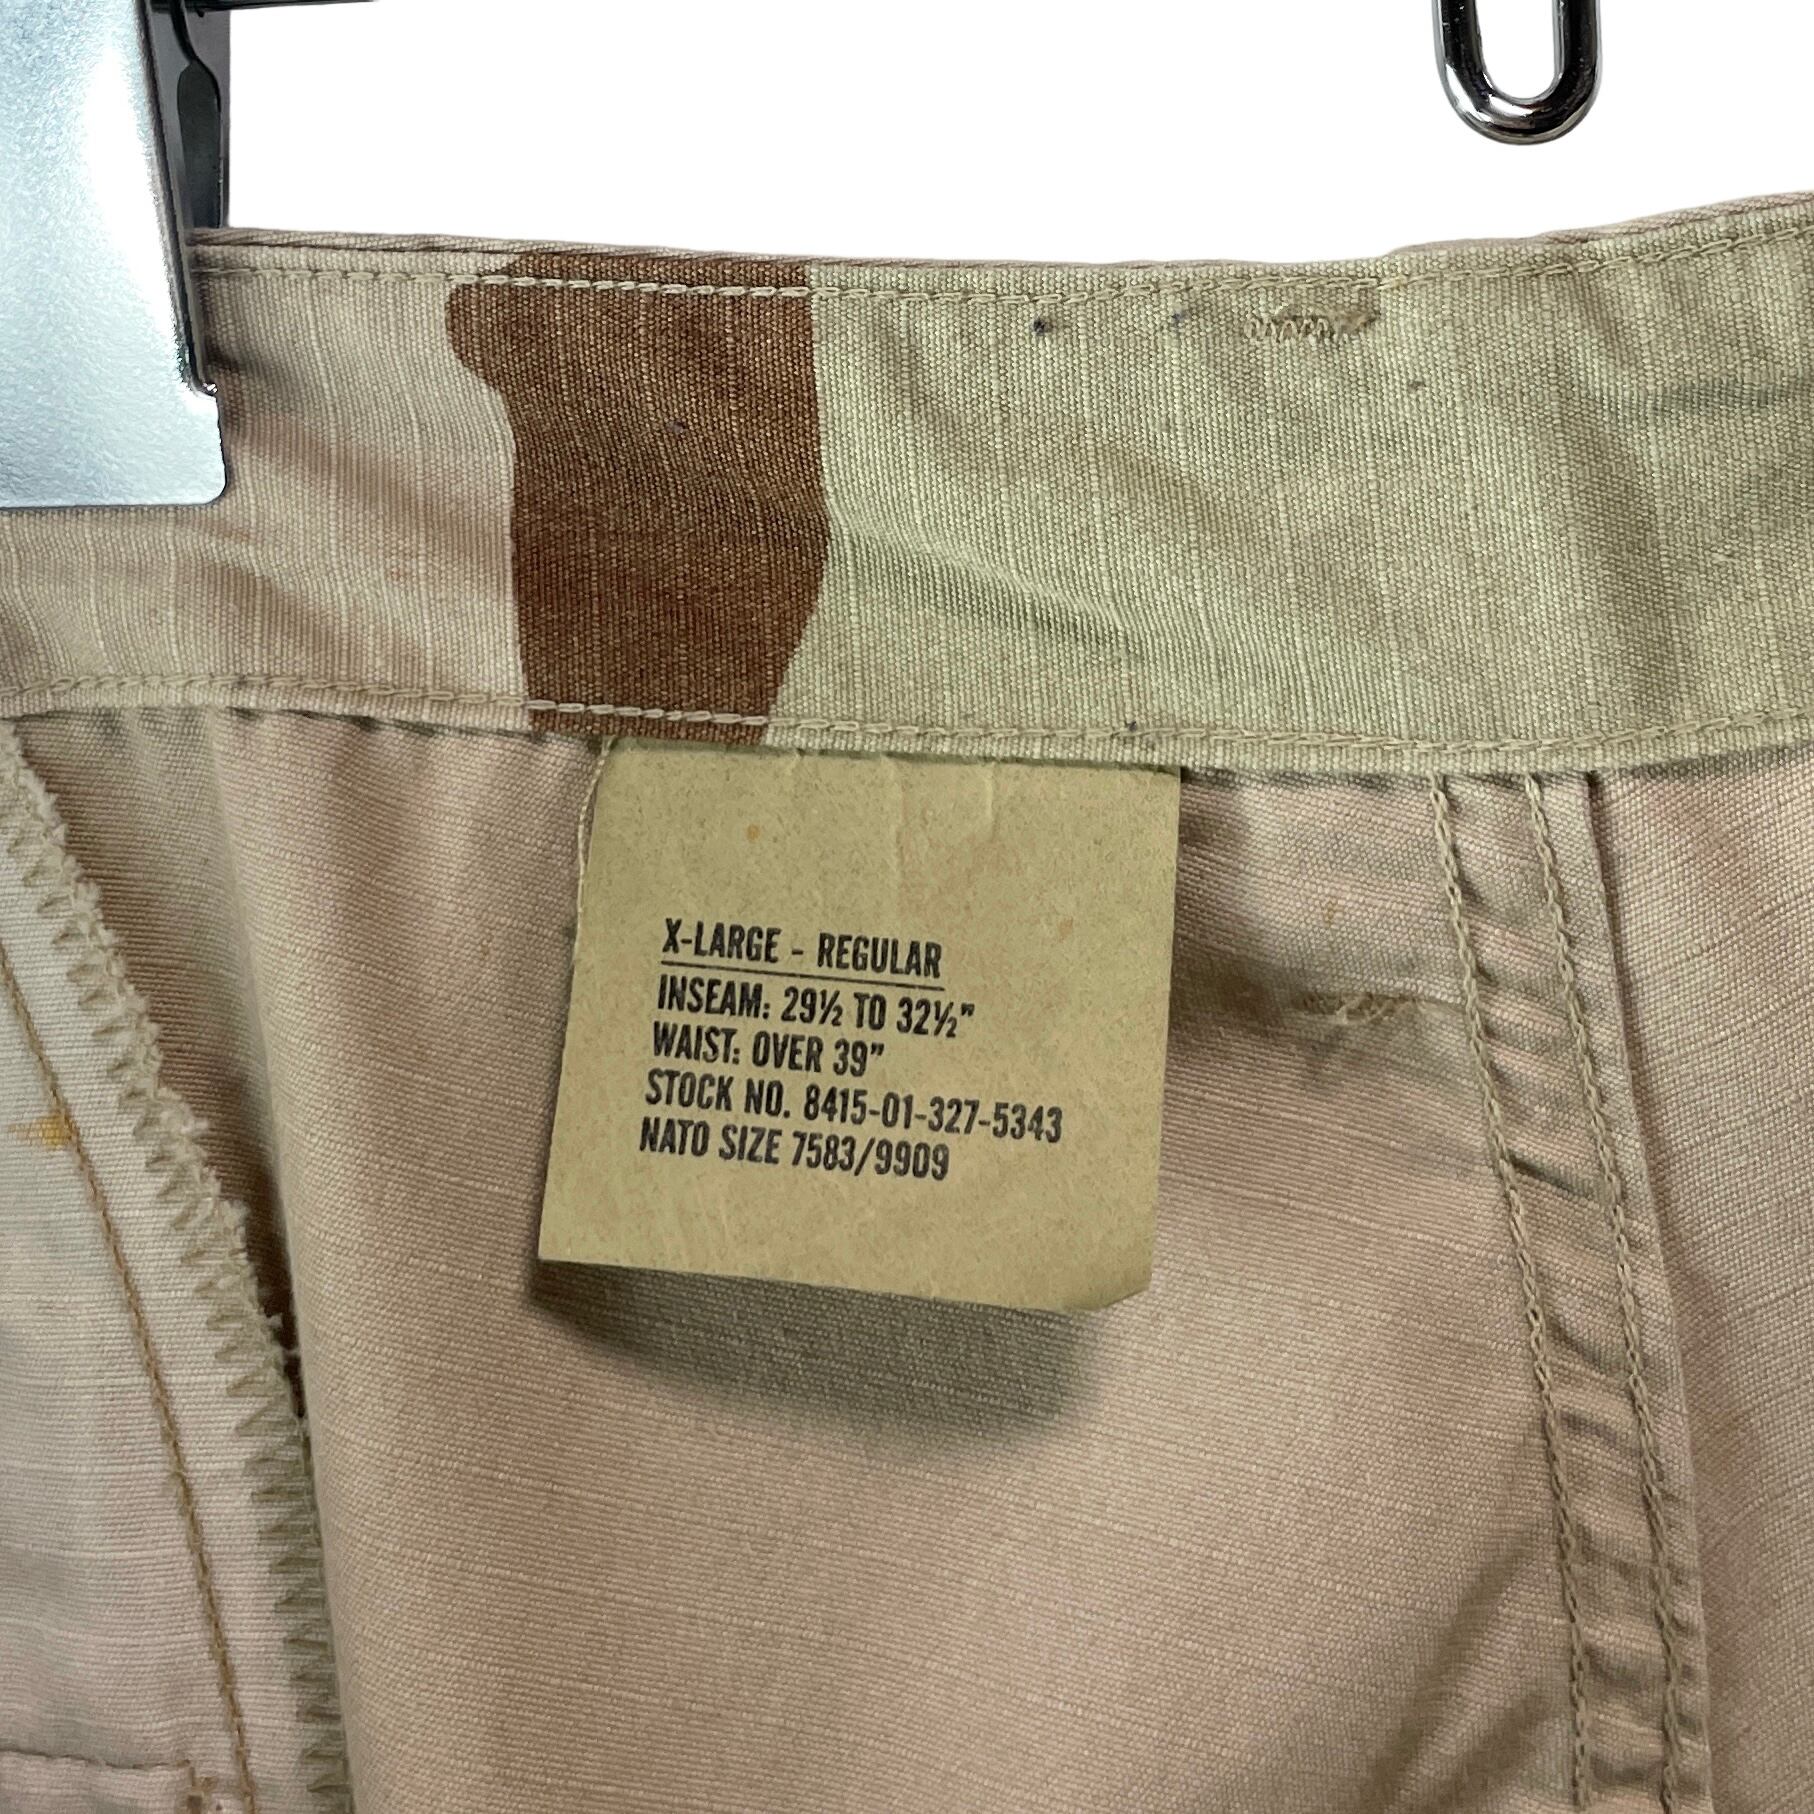 X-LARGE - REGULAR
INSEAM: 29½ TO 32½”
WAIST: OVER 39”
STOCK NO. 8415-01-327-5343
NATO SIZE 7583/9909